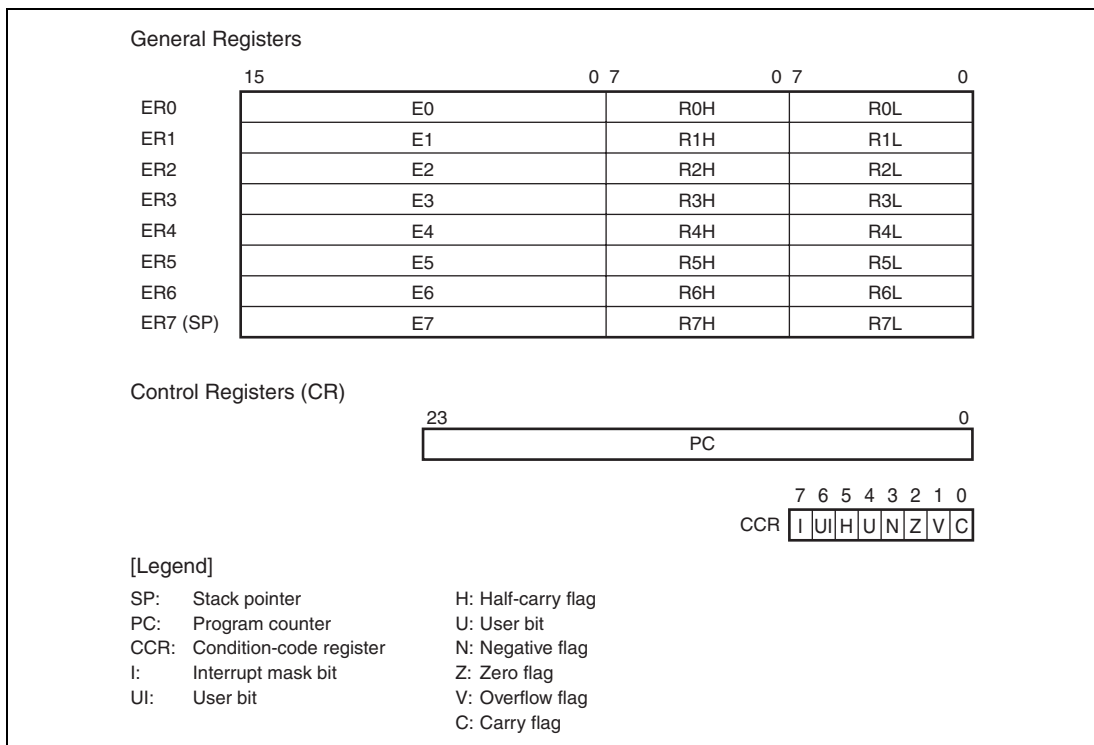 General Registers
15 0 7 0 7 0
ER0 E0 R0H R0L
ER1 E1 R1H R1L
ER2 E2 R2H R2L
ER3 E3 R3H R3L
ER4 E4 R4H R4L
ER5 E5 R5H R5L
ER6 E6 R6H R6L
ER7 (SP) E7 R7H R7L
Control Registers (CR)
23 0
PC
7 6 5 4 3 2 1 0
CCR I UI H U N Z V C
[Legend]
SP: Stack pointer H: Half-carry flag
PC: Program counter U: User bit
CCR: Condition-code register N: Negative flag
I: Interrupt mask bit Z: Zero flag
UI: User bit V: Overflow flag
C: Carry flag